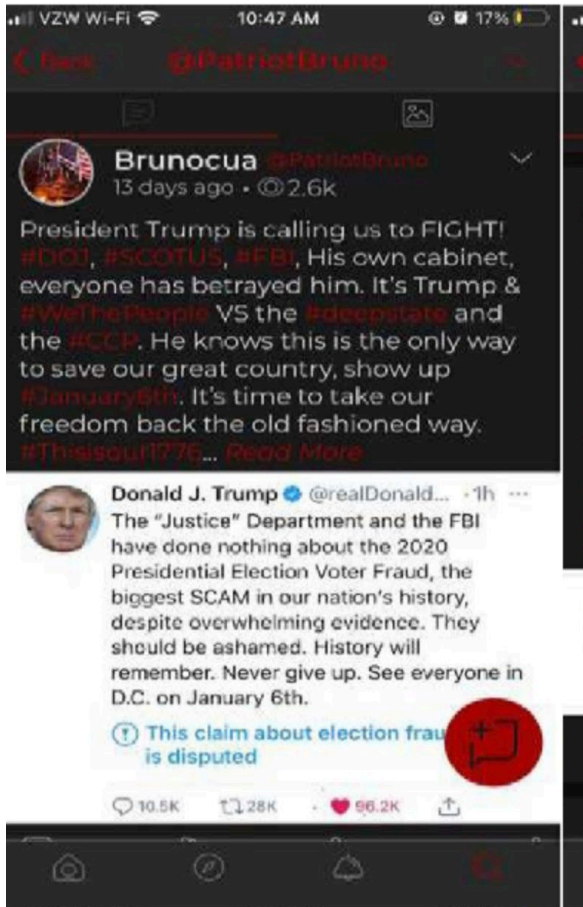 VZW Wi-Fi 10:47 AM 17%
Back @PatriotBruno
Brunocua @PatriotBruno
13 days ago • 2.6k
President Trump is calling us to FIGHT!
#DOJ, #SCOTUS, #FBI, His own cabinet,
everyone has betrayed him. It's Trump &
#WeThePeople VS the #deepstate and
the #CCP. He knows this is the only way
to save our great country, show up
#January6th. It's time to take our
freedom back the old fashioned way.
#Thisisour1776... Read More
Donald J. Trump @realDonald... · 1h ···
The "Justice" Department and the FBI
have done nothing about the 2020
Presidential Election Voter Fraud, the
biggest SCAM in our nation's history,
despite overwhelming evidence. They
should be ashamed. History will
remember. Never give up. See everyone in
D.C. on January 6th.
This claim about election frau
is disputed
10.5K 28K 96.2K